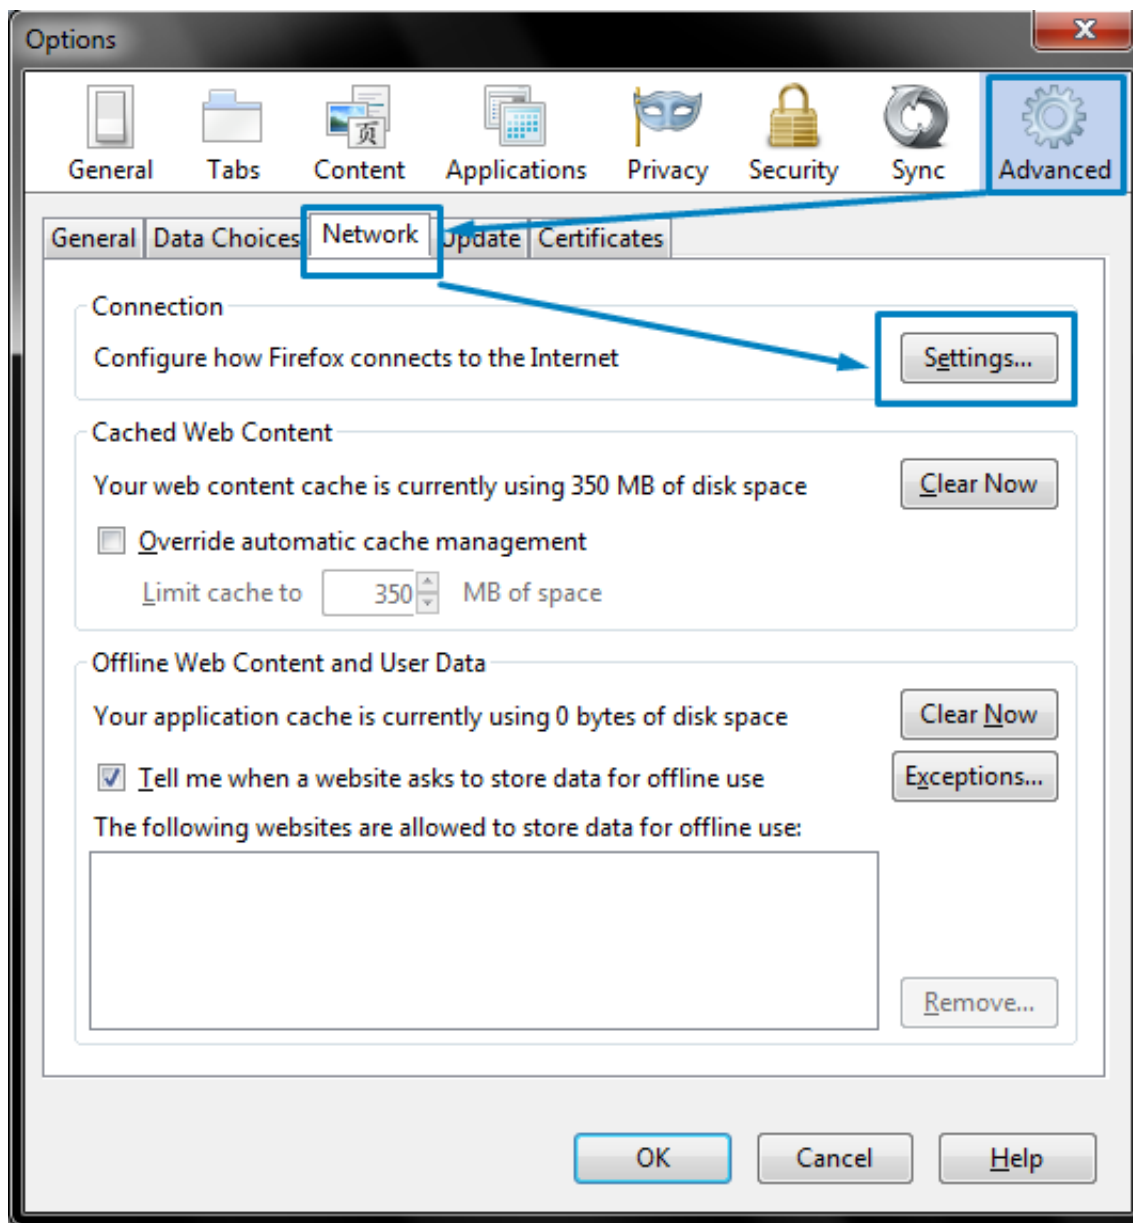 Options
x
页
General Tabs Content Applications Privacy Security Sync Advanced
General Data Choices Network Update Certificates
Connection
Configure how Firefox connects to the Internet Settings...
Cached Web Content
Your web content cache is currently using 350 MB of disk space Clear Now
Override automatic cache management
Limit cache to 350 MB of space
Offline Web Content and User Data
Your application cache is currently using 0 bytes of disk space Clear Now
Tell me when a website asks to store data for offline use Exceptions...
The following websites are allowed to store data for offline use:
Remove...
OK Cancel Help